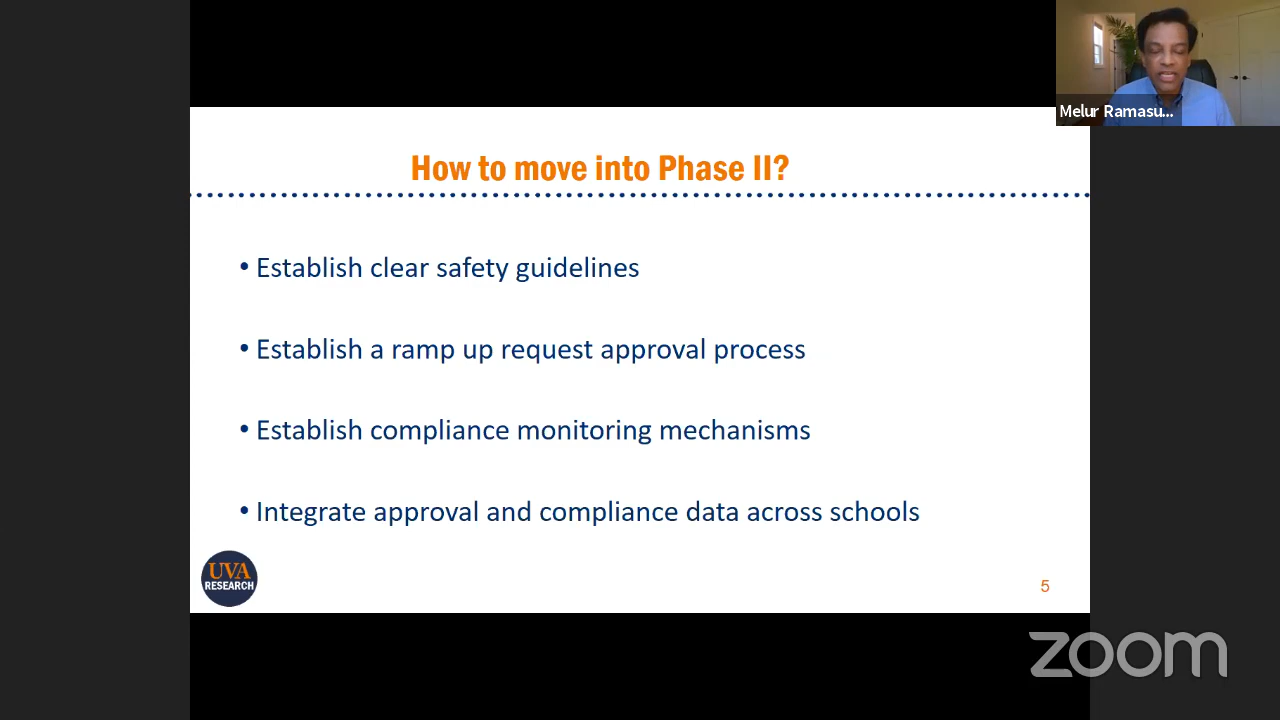 Melur Ramasu...
How to move into Phase II?
• Establish clear safety guidelines
• Establish a ramp up request approval process
• Establish compliance monitoring mechanisms
• Integrate approval and compliance data across schools
UVA
RESEARCH
5
zoom